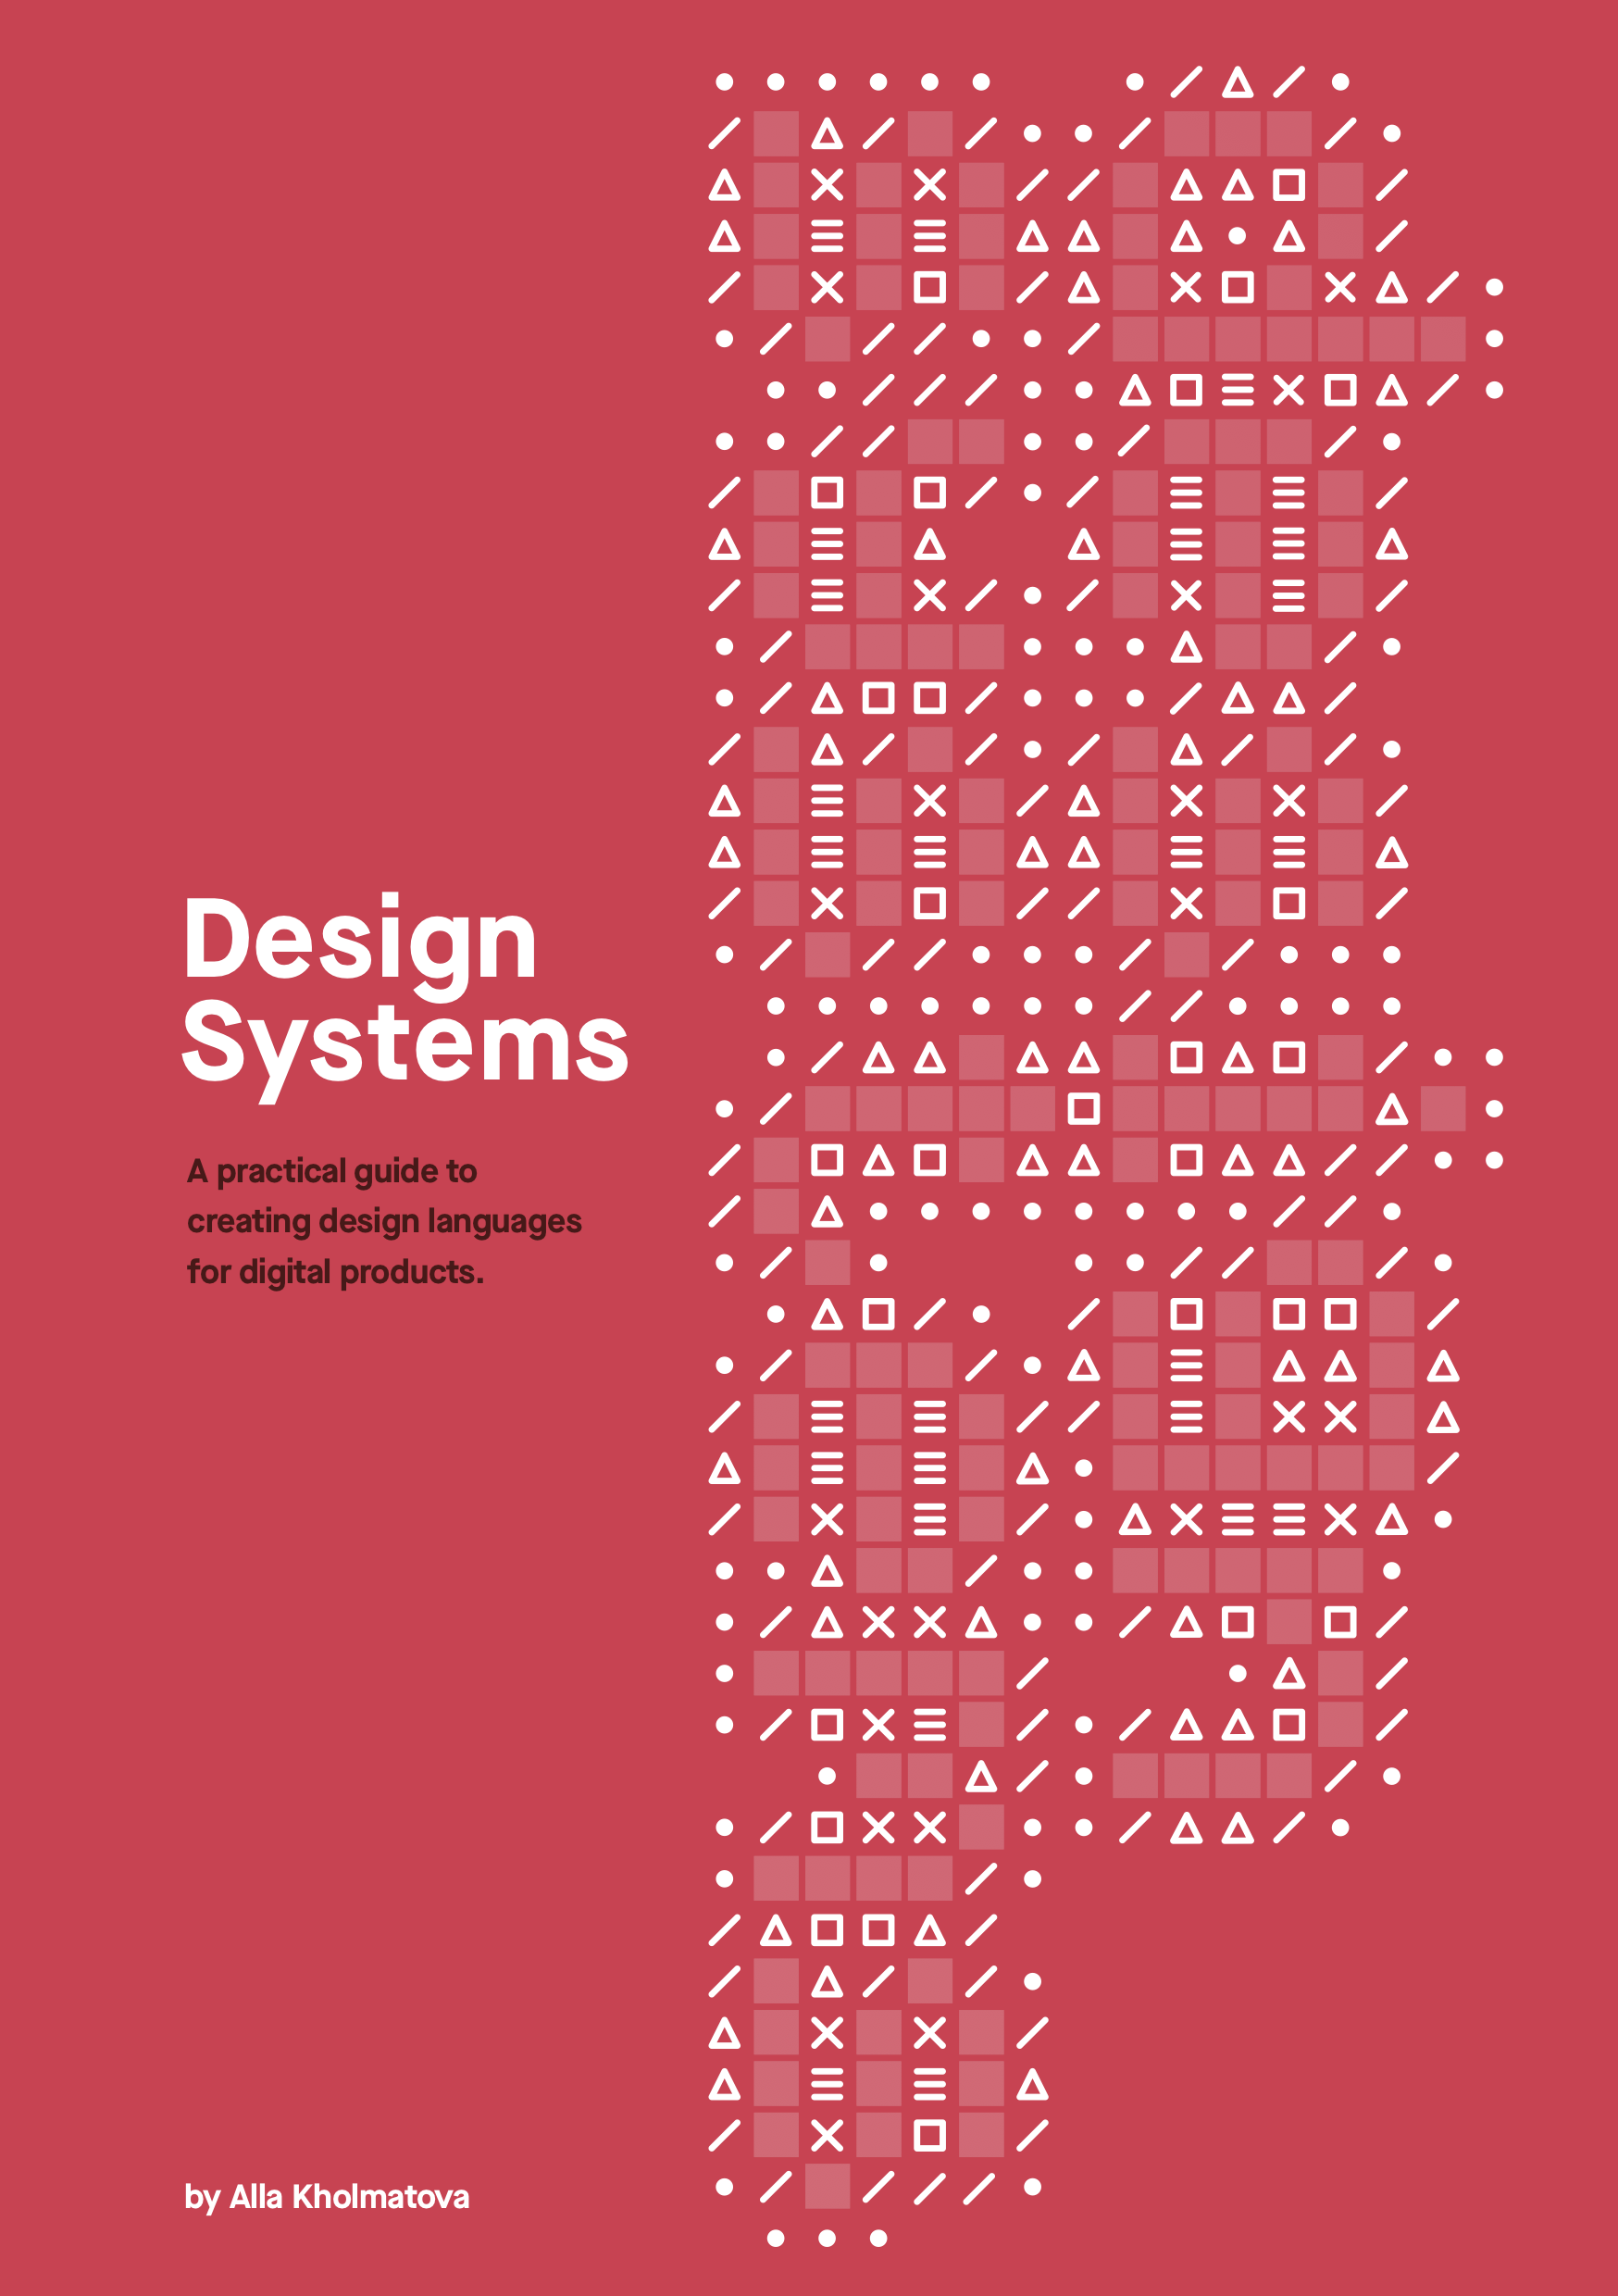 Design
Systems
A practical guide to
creating design languages
for digital products.
by Alla Kholmatova